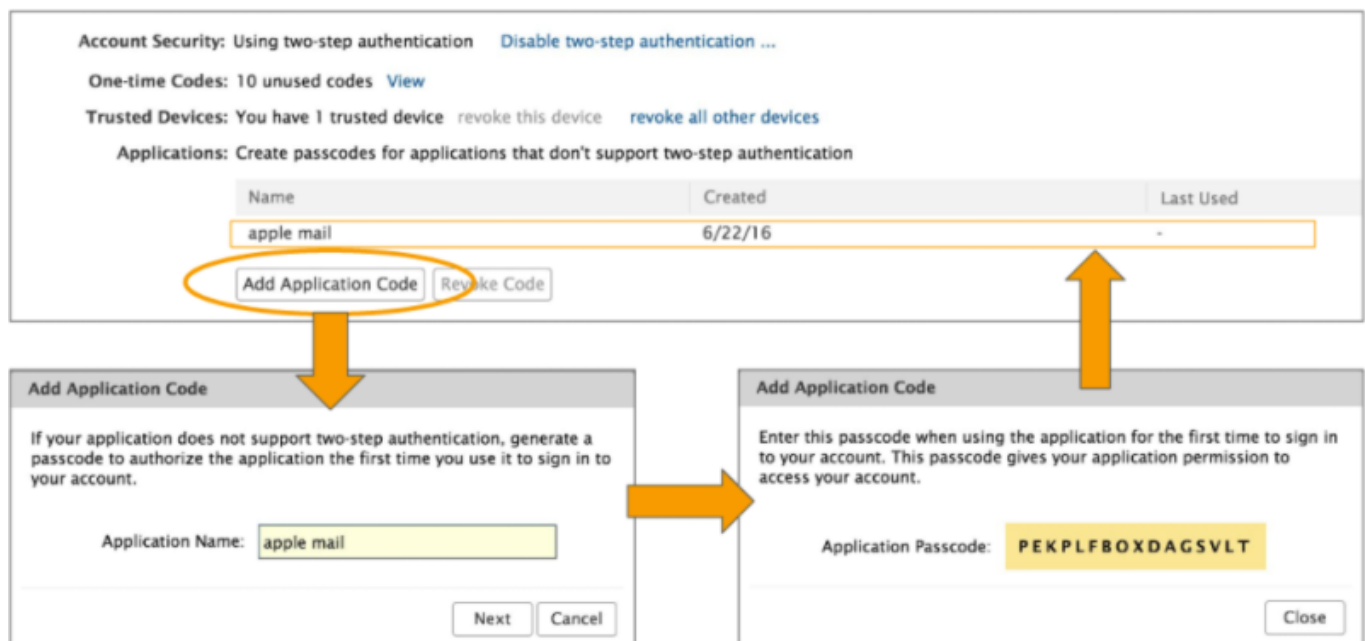 Account Security: Using two-step authentication Disable two-step authentication ...
One-time Codes: 10 unused codes View
Trusted Devices: You have 1 trusted device revoke this device revoke all other devices
Applications: Create passcodes for applications that don't support two-step authentication
Name Created Last Used
apple mail 6/22/16 -
Add Application Code Revoke Code
Add Application Code
If your application does not support two-step authentication, generate a
passcode to authorize the application the first time you use it to sign in to
your account.
Application Name: apple mail
Next Cancel
Add Application Code
Enter this passcode when using the application for the first time to sign in
to your account. This passcode gives your application permission to
access your account.
Application Passcode: PEKPLFBOXDAGSVLT
Close